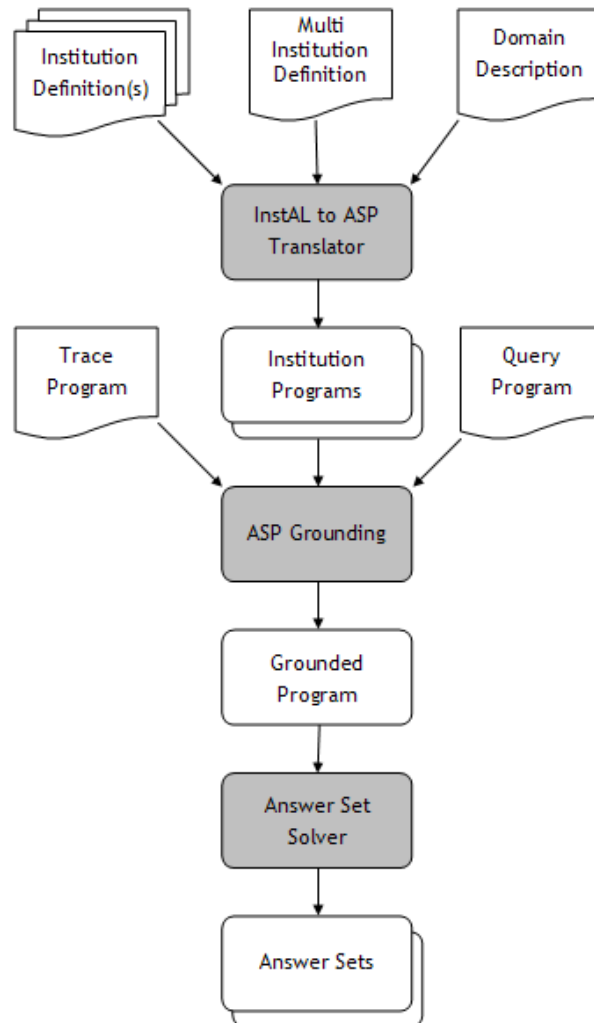 Institution
Definition(s)
Multi
Institution
Definition
Domain
Description
InstAL to ASP
Translator
Trace
Program
Institution
Programs
Query
Program
ASP Grounding
Grounded
Program
Answer Set
Solver
Answer Sets